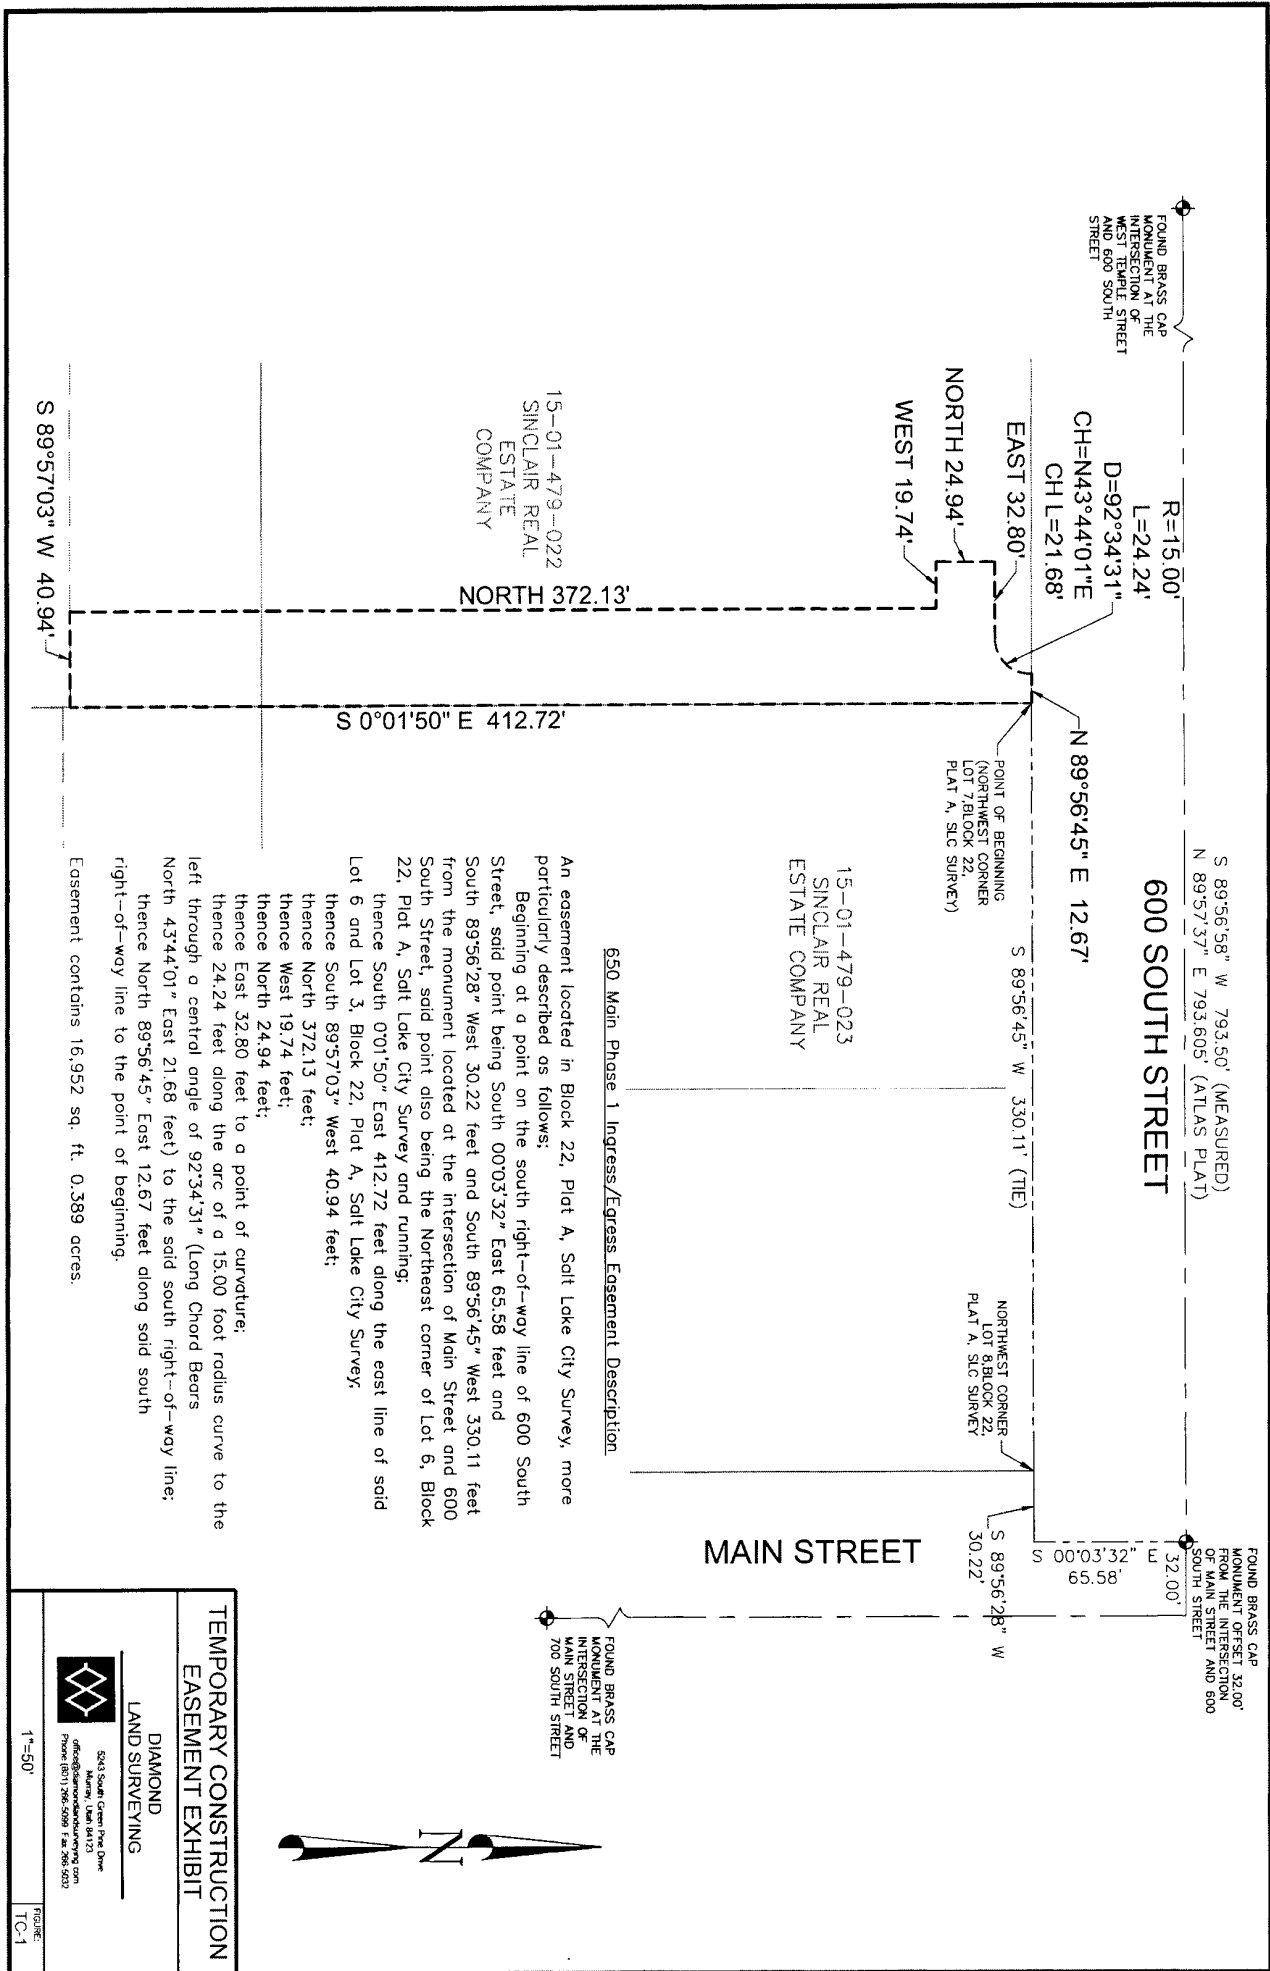 S 89°56'58" W 793.50' (MEASURED)
N 89°57'37" E 793.605' (ATLAS PLAT)
600 SOUTH STREET
FOUND BRASS CAP
MONUMENT AT THE
INTERSECTION OF
WEST TEMPLE STREET
AND 600 SOUTH
STREET
FOUND BRASS CAP
MONUMENT OFFSET 32.00'
FROM THE INTERSECTION
OF MAIN STREET AND 600
SOUTH STREET
32.00'
S 00°03'32" E
65.58'
S 89°56'28" W
30.22'
R=15.00'
L=24.24'
D=92°34'31"
CH=N43°44'01"E
CH L=21.68'
EAST 32.80'
NORTH 24.94'
WEST 19.74'
N 89°56'45" E 12.67'
S 89°56'45" W 330.11' (TIE)
POINT OF BEGINNING
(NORTHWEST CORNER
LOT 7,BLOCK 22,
PLAT A, SLC SURVEY)
NORTHWEST CORNER
LOT 8,BLOCK 22,
PLAT A, SLC SURVEY
15-01-479-023
SINCLAIR REAL
ESTATE COMPANY
15-01-479-022
SINCLAIR REAL
ESTATE
COMPANY
NORTH 372.13'
S 0°01'50" E 412.72'
S 89°57'03" W 40.94'
MAIN STREET
FOUND BRASS CAP
MONUMENT AT THE
INTERSECTION OF
MAIN STREET AND
700 SOUTH STREET
650 Main Phase 1 Ingress/Egress Easement Description
An easement located in Block 22, Plat A, Salt Lake City Survey, more
particularly described as follows;
Beginning at a point on the south right-of-way line of 600 South
Street, said point being South 00°03'32" East 65.58 feet and
South 89°56'28" West 30.22 feet and South 89°56'45" West 330.11 feet
from the monument located at the intersection of Main Street and 600
South Street, said point also being the Northeast corner of Lot 6, Block
22, Plat A, Salt Lake City Survey and running;
thence South 0°01'50" East 412.72 feet along the east line of said
Lot 6 and Lot 3, Block 22, Plat A, Salt Lake City Survey;
thence South 89°57'03" West 40.94 feet;
thence North 372.13 feet;
thence West 19.74 feet;
thence North 24.94 feet;
thence East 32.80 feet to a point of curvature;
thence 24.24 feet along the arc of a 15.00 foot radius curve to the
left through a central angle of 92°34'31" (Long Chord Bears
North 43°44'01" East 21.68 feet) to the said south right-of-way line;
thence North 89°56'45" East 12.67 feet along said south
right-of-way line to the point of beginning.
Easement contains 16,952 sq. ft. 0.389 acres.
N
TEMPORARY CONSTRUCTION
EASEMENT EXHIBIT
DIAMOND
LAND SURVEYING
5243 South Green Pine Drive
Murray, Utah 84123
office@diamondlandsurveying.com
Phone (801) 266-5099 Fax 266-5032
1"=50'
FIGURE:
TC-1